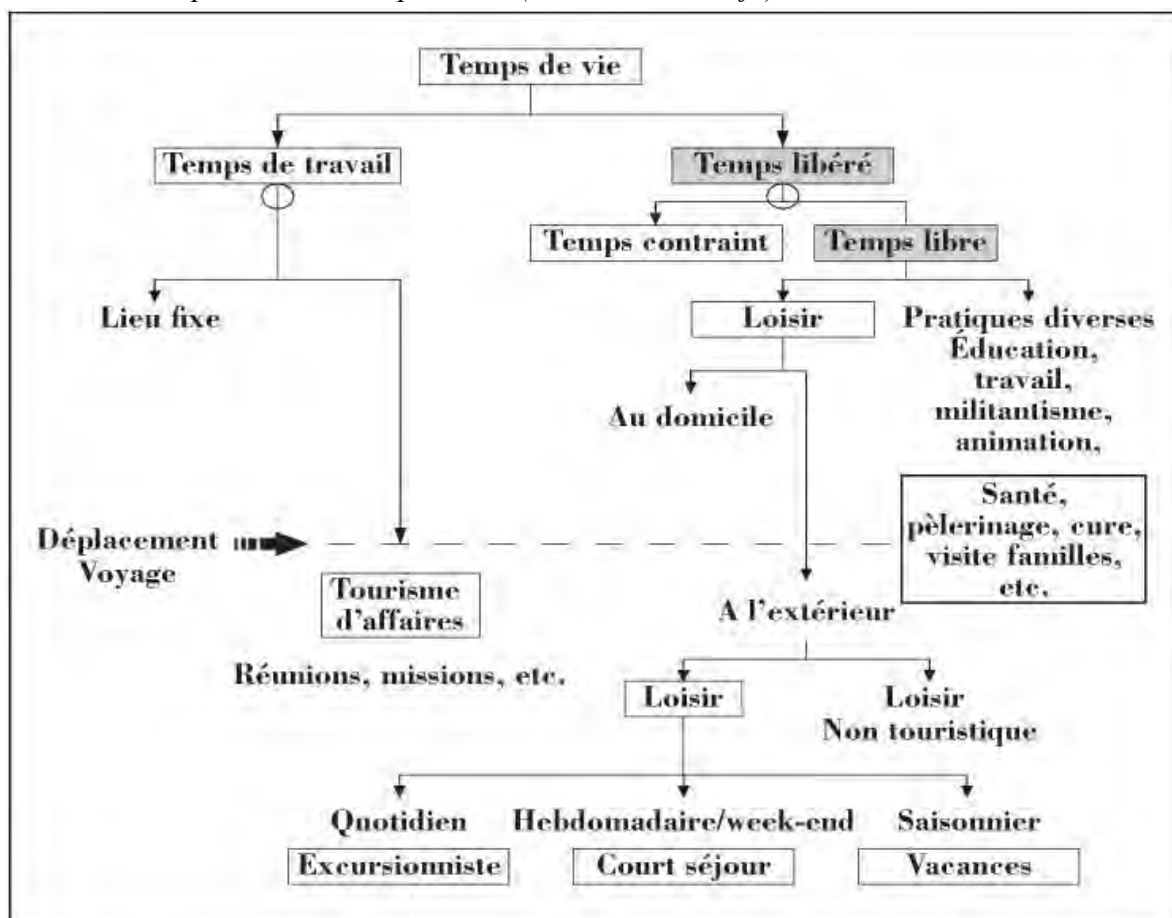 Temps de vie
Temps de travail
Temps libéré
Temps contraint
Temps libre
Lieu fixe
Loisir
Pratiques diverses
Éducation,
travail,
militantisme,
animation,
Au domicile
Santé,
pèlerinage, cure,
visite familles,
etc.
Déplacement
Voyage
Tourisme
d'affaires
A l'extérieur
Réunions, missions, etc.
Loisir
Loisir
Non touristique
Quotidien
Hebdomadaire/week-end
Saisonnier
Excursionniste
Court séjour
Vacances